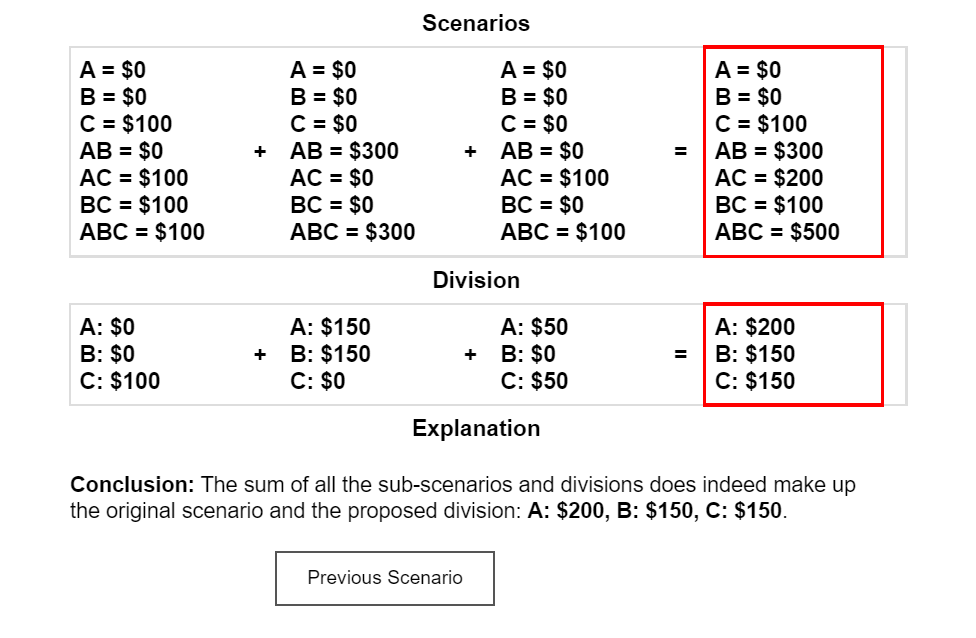 Scenarios
A = $0 A = $0 A = $0 A = $0
B = $0 B = $0 B = $0 B = $0
C = $100 C = $0 C = $0 C = $100
AB = $0 + AB = $300 + AB = $0 = AB = $300
AC = $100 AC = $0 AC = $100 AC = $200
BC = $100 BC = $0 BC = $0 BC = $100
ABC = $100 ABC = $300 ABC = $100 ABC = $500
Division
A: $0 A: $150 A: $50 A: $200
B: $0 + B: $150 + B: $0 = B: $150
C: $100 C: $0 C: $50 C: $150
Explanation
Conclusion: The sum of all the sub-scenarios and divisions does indeed make up
the original scenario and the proposed division: A: $200, B: $150, C: $150.
Previous Scenario